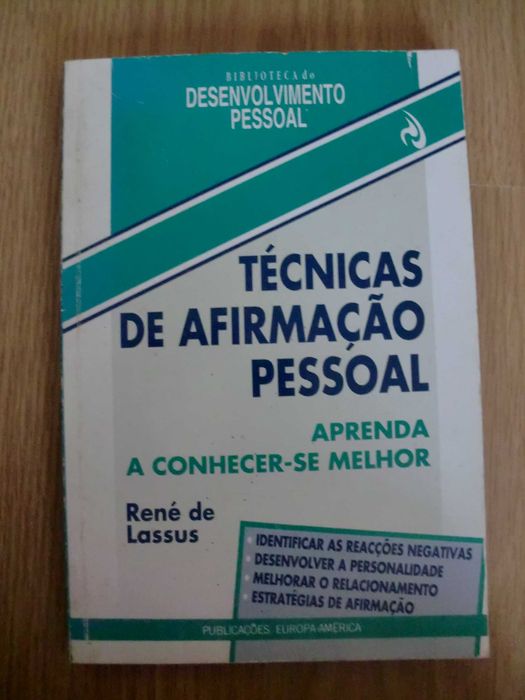 BIBLIOTECA do
DESENVOLVIMENTO
PESSOAL
TÉCNICAS
DE AFIRMAÇÃO
PESSOAL
APRENDA
A CONHECER-SE MELHOR
René de
Lassus
• IDENTIFICAR AS REACÇÕES NEGATIVAS
• DESENVOLVER A PERSONALIDADE
• MELHORAR O RELACIONAMENTO
• ESTRATÉGIAS DE AFIRMAÇÃO
PUBLICAÇÕES EUROPA-AMÉRICA